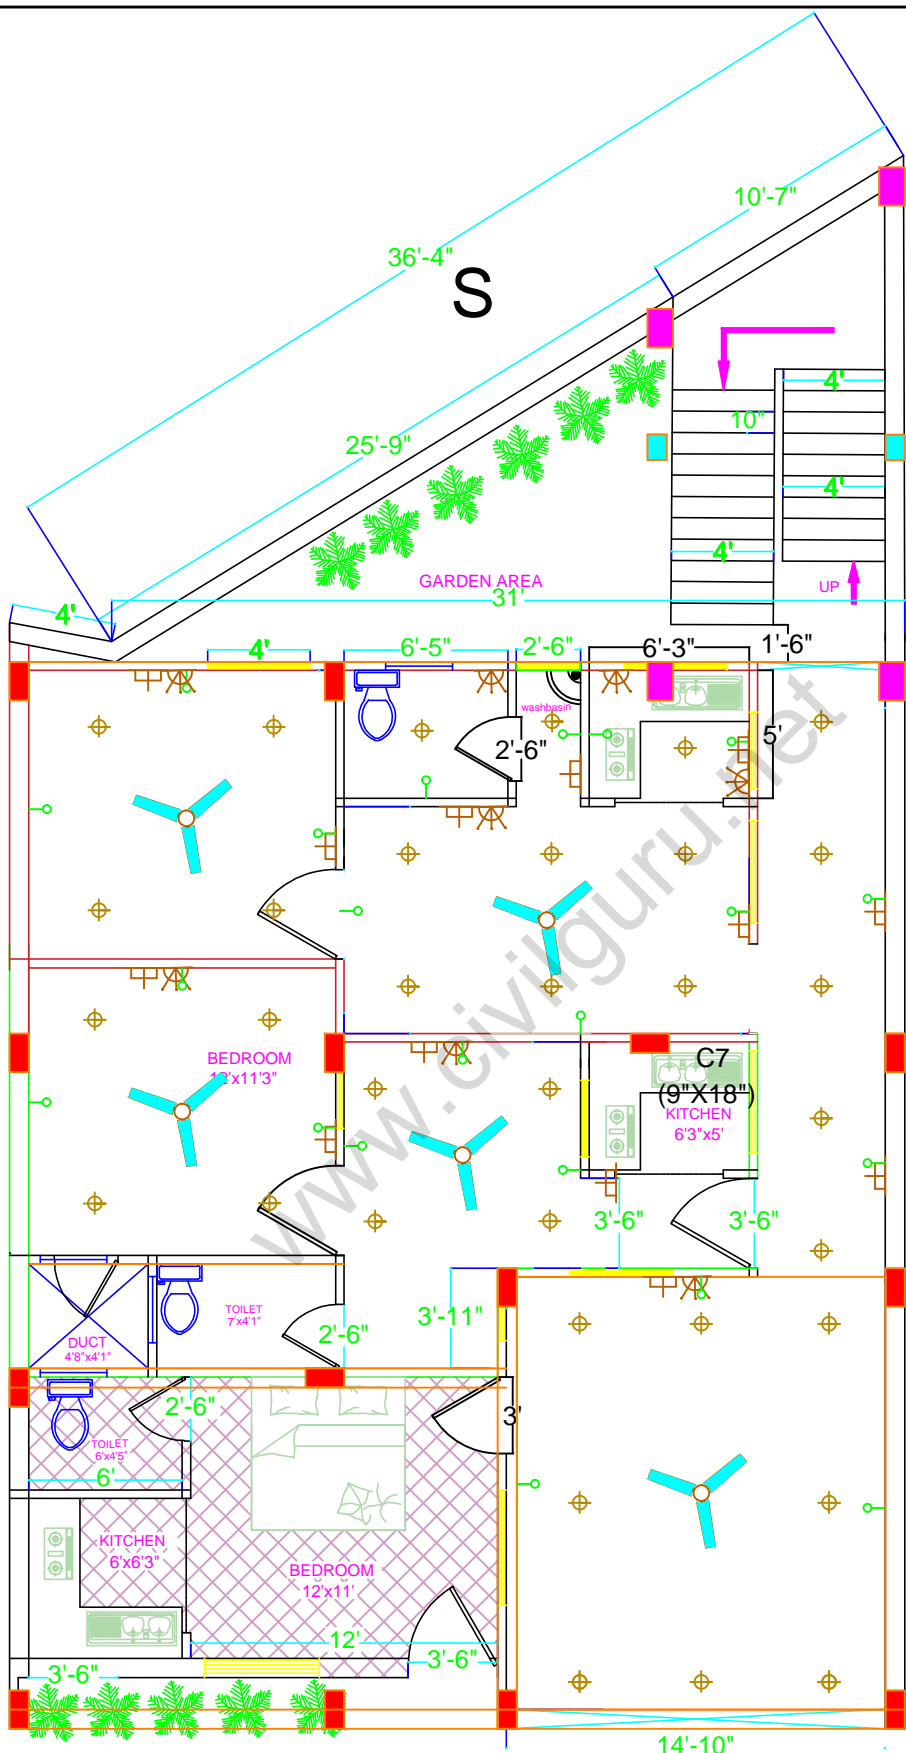 10'-7"
36'-4"
S
4'
10"
25'-9"
4'
4'
GARDEN AREA
UP
31'
4'
4'
6'-5"
2'-6"
6'-3"
1'-6"
washbasin
2'-6"
5'
www.civilguru.net
BEDROOM
12'x11'3"
C7
(9"X18")
KITCHEN
6'3"x5'
3'-6"
3'-6"
TOILET
7'x4'1"
3'-11"
2'-6"
DUCT
4'8"x4'1"
2'-6"
3'
TOILET
6'x4'5"
6'
KITCHEN
6'x6'3"
BEDROOM
12'x11'
12'
3'-6"
3'-6"
14'-10"